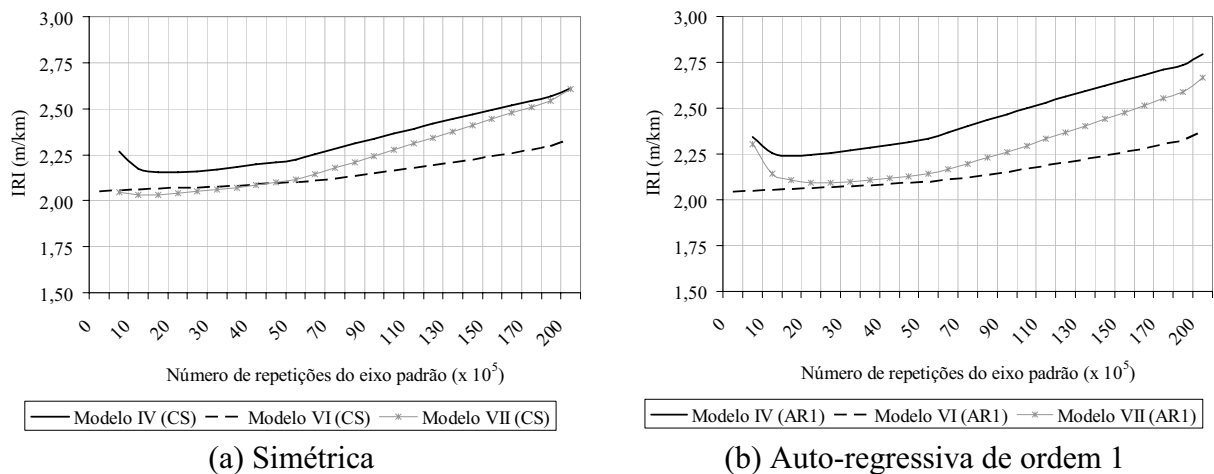 3,00
2,75
2,50
2,25
2,00
1,75
1,50
IRI (m/km)
0 10 20 30 40 50 70 90 110 130 150 170 200
Número de repetições do eixo padrão (x 10⁵)
Modelo IV (CS) Modelo VI (CS) Modelo VII (CS)
(a) Simétrica
3,00
2,75
2,50
2,25
2,00
1,75
1,50
IRI (m/km)
0 10 20 30 40 50 70 90 110 130 150 170 200
Número de repetições do eixo padrão (x 10⁵)
Modelo IV (AR1) Modelo VI (AR1) Modelo VII (AR1)
(b) Auto-regressiva de ordem 1